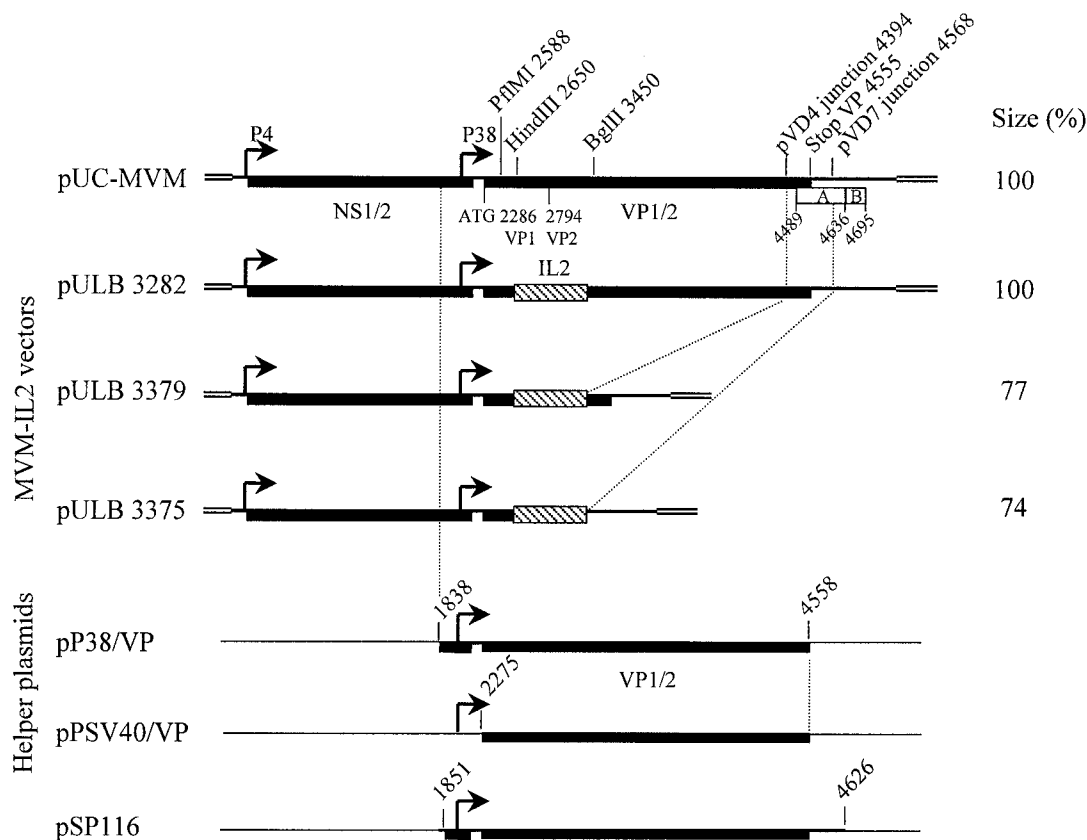 PflMI 2588
HindIII 2650
BglII 3450
pVD4 junction 4394
Stop VP 4555
pVD7 junction 4568
Size (%)
P4
P38
pUC-MVM
100
A
B
NS1/2
ATG 2286
2794
VP1/2
VP1
VP2
4489
4636
4695
IL2
pULB 3282
100
MVM-IL2 vectors
pULB 3379
77
pULB 3375
74
Helper plasmids
1838
4558
pP38/VP
VP1/2
2275
pPSV40/VP
1851
4626
pSP116